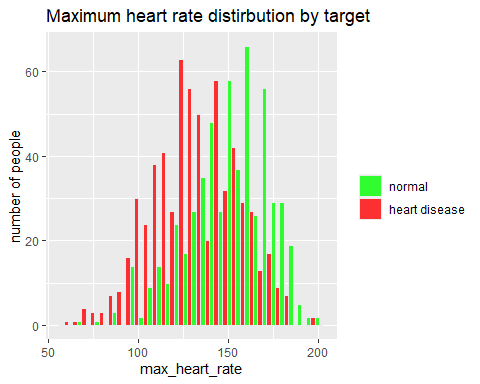 Maximum heart rate distirbution by target
number of people
60
40
20
0
50
100
150
200
max_heart_rate
normal
heart disease